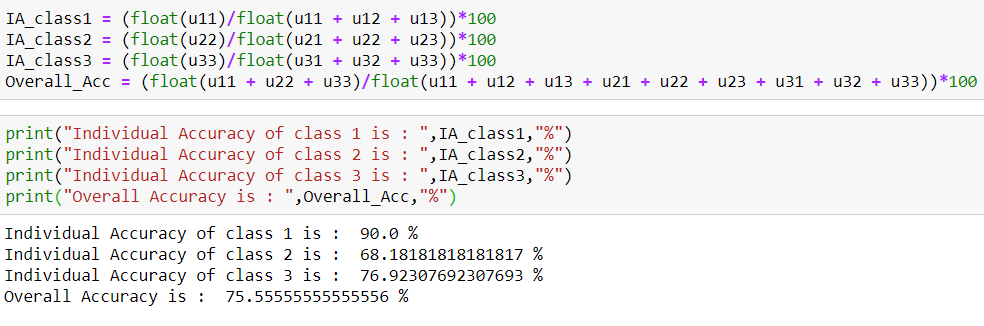 IA_class1 = (float(u11)/float(u11 + u12 + u13))*100
IA_class2 = (float(u22)/float(u21 + u22 + u23))*100
IA_class3 = (float(u33)/float(u31 + u32 + u33))*100
Overall_Acc = (float(u11 + u22 + u33)/float(u11 + u12 + u13 + u21 + u22 + u23 + u31 + u32 + u33))*100
print("Individual Accuracy of class 1 is : ",IA_class1,"%")
print("Individual Accuracy of class 2 is : ",IA_class2,"%")
print("Individual Accuracy of class 3 is : ",IA_class3,"%")
print("Overall Accuracy is : ",Overall_Acc,"%")
Individual Accuracy of class 1 is :  90.0 %
Individual Accuracy of class 2 is :  68.18181818181817 %
Individual Accuracy of class 3 is :  76.92307692307693 %
Overall Accuracy is :  75.55555555555556 %